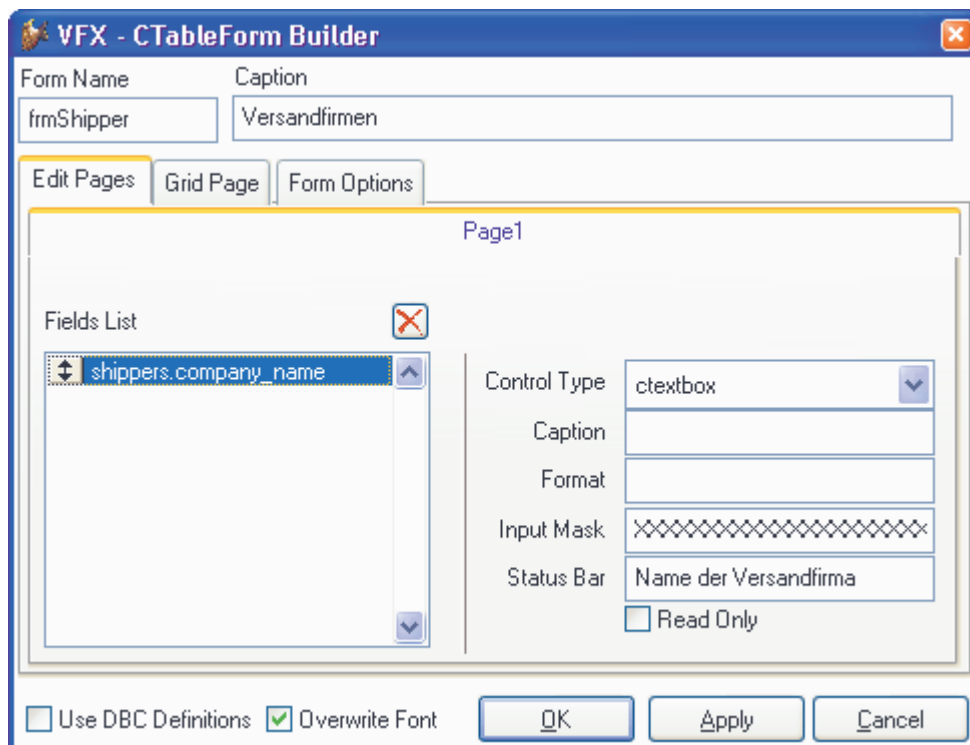 VFX - CTableForm Builder
Form Name Caption
frmShipper Versandfirmen
Edit Pages Grid Page Form Options
Page1
Fields List
shippers.company_name
Control Type ctextbox
Caption
Format
Input Mask
Status Bar Name der Versandfirma
Read Only
Use DBC Definitions Overwrite Font OK Apply Cancel